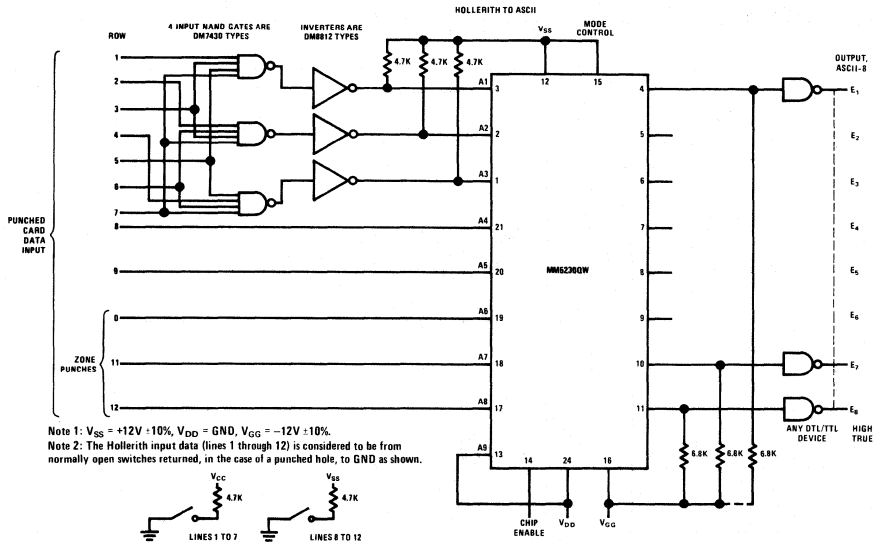 HOLLERITH TO ASCII
4 INPUT NAND GATES ARE
DM7430 TYPES
INVERTERS ARE
DM8812 TYPES
VSS
MODE
CONTROL
ROW
OUTPUT,
ASCII-8
1
2
3
4
5
6
7
8
9
0
11
12
PUNCHED
CARD
DATA
INPUT
ZONE
PUNCHES
4.7K
4.7K
4.7K
A1
A2
A3
A4
A5
A6
A7
A8
A9
3
2
1
21
20
19
18
17
13
12
15
MM5230QW
4
5
6
7
8
9
10
11
14
24
16
CHIP
ENABLE
VDD
VGG
6.8K
6.8K
6.8K
E1
E2
E3
E4
E5
E6
E7
E8
ANY DTL/TTL
DEVICE
HIGH
TRUE
Note 1: VSS = +12V ±10%, VDD = GND, VGG = −12V ±10%.
Note 2: The Hollerith input data (lines 1 through 12) is considered to be from
normally open switches returned, in the case of a punched hole, to GND as shown.
VCC
4.7K
LINES 1 TO 7
VSS
4.7K
LINES 8 TO 12